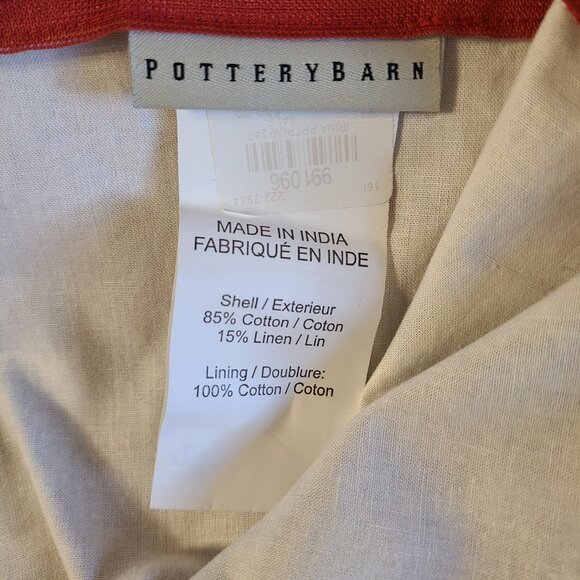 POTTERYBARN
991096
MADE IN INDIA
FABRIQUÉ EN INDE
Shell / Exterieur
85% Cotton / Coton
15% Linen / Lin
Lining / Doublure:
100% Cotton / Coton